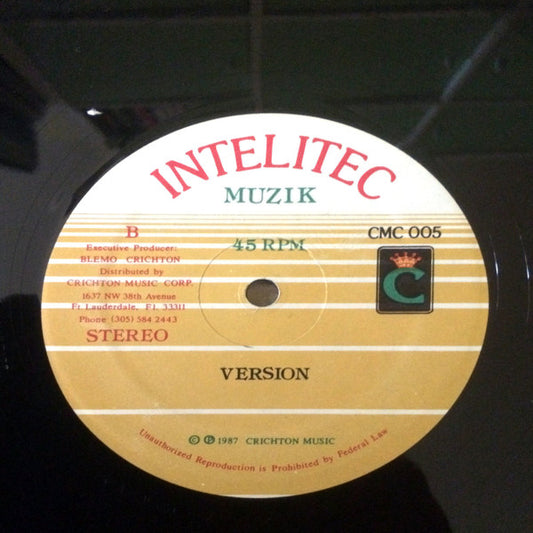 INTELITEC
MUZIK
B
45 RPM
CMC 005
Executive Producer:
BLEMO CRICHTON
Distributed by
CRICHTON MUSIC CORP.
1637 NW 38th Avenue
Ft. Lauderdale, Fl. 33311
Phone (305) 584 2443
STEREO
C
VERSION
© ℗ 1987 CRICHTON MUSIC
Unauthorized Reproduction is Prohibited by Federal Law